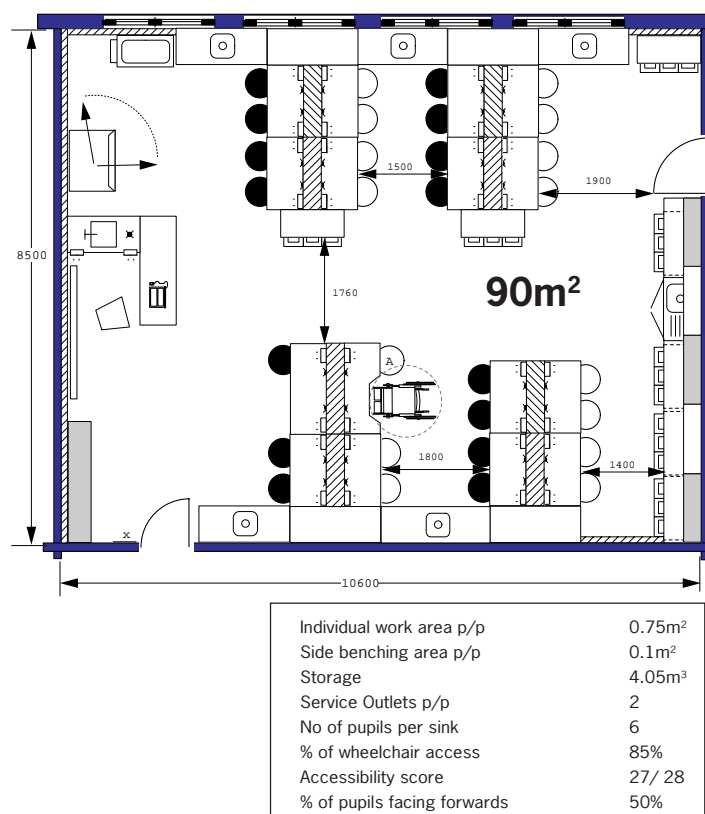 1500
1900
8500
90m²
1760
A
1800
1400
x
10600
Individual work area p/p 0.75m²
Side benching area p/p 0.1m²
Storage 4.05m³
Service Outlets p/p 2
No of pupils per sink 6
% of wheelchair access 85%
Accessibility score 27/ 28
% of pupils facing forwards 50%